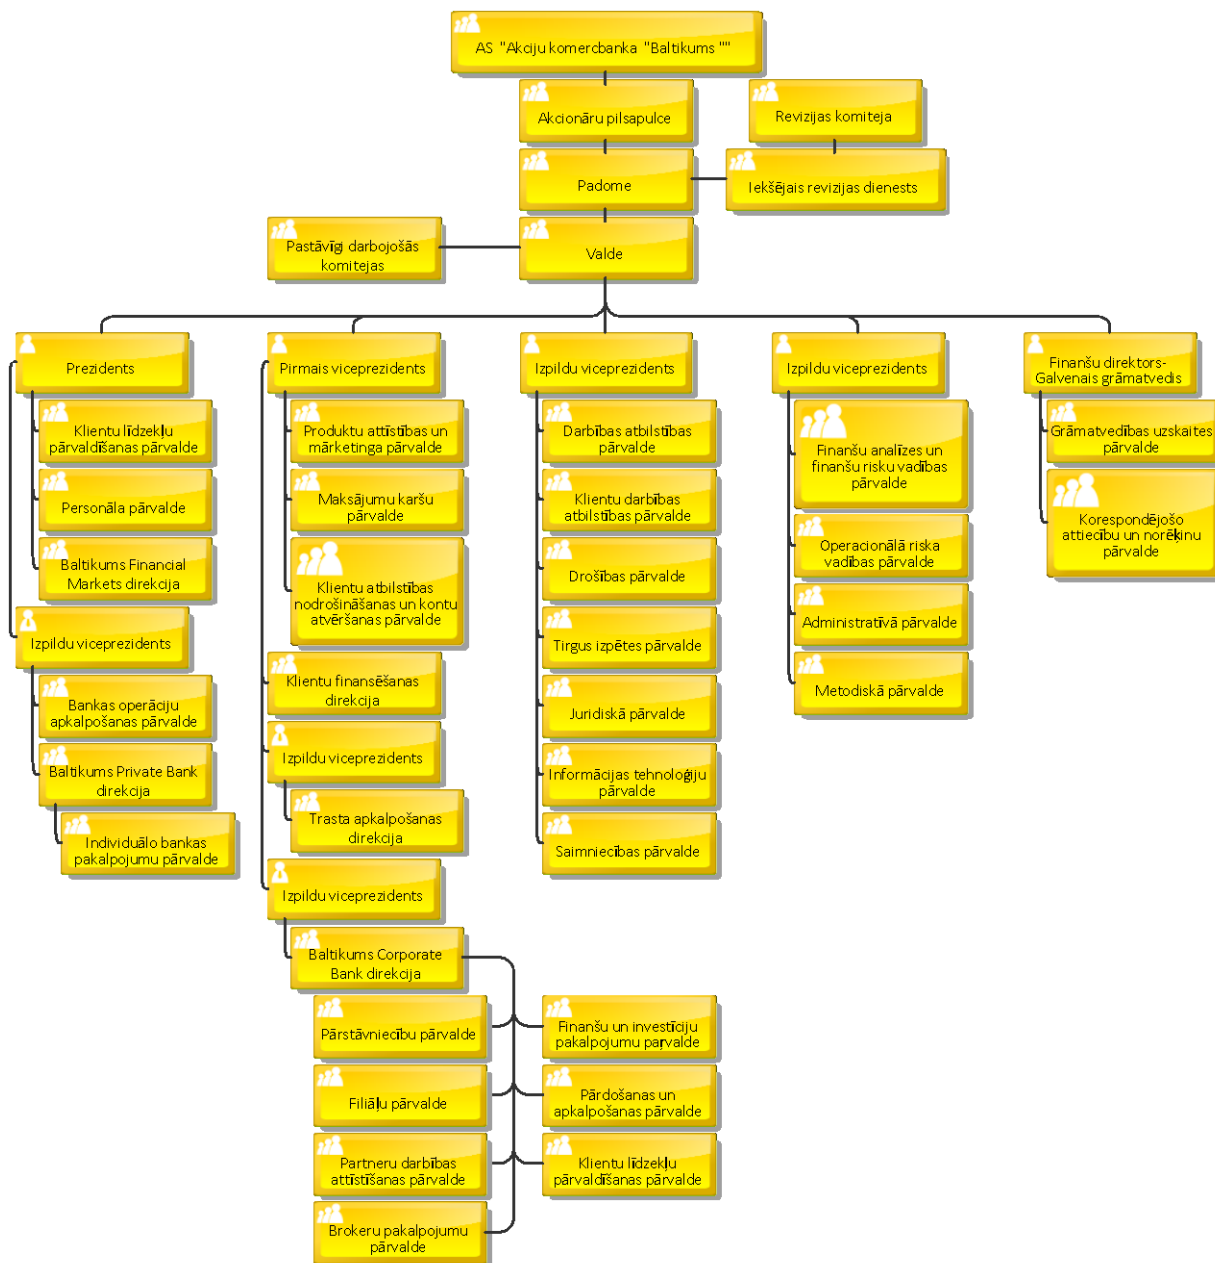 AS "Akciju komercbanka "Baltikums ""
Akcionāru pilsapulce
Revizijas komiteja
Padome
Iekšējais revizijas dienests
Pastāvīgi darbojošās
komitejas
Valde
Prezidents
Klientu līdzekļu
pārvaldīšanas pārvalde
Personāla pārvalde
Baltikums Financial
Markets direkcija
Izpildu viceprezidents
Bankas operāciju
apkalpošanas pārvalde
Baltikums Private Bank
direkcija
Individuālo bankas
pakalpojumu pārvalde
Pirmais viceprezidents
Produktu attīstības un
mārketinga pārvalde
Maksājumu karšu
pārvalde
Klientu atbilstības
nodrošināšanas un kontu
atvēršanas pārvalde
Klientu finansēšanas
direkcija
Izpildu viceprezidents
Trasta apkalpošanas
direkcija
Izpildu viceprezidents
Baltikums Corporate
Bank direkcija
Pārstāvniecību pārvalde
Finanšu un investīciju
pakalpojumu paŗvalde
Filiāļu pārvalde
Pārdošanas un
apkalpošanas pārvalde
Partneru darbības
attīstīšanas pārvalde
Klientu līdzekļu
pārvaldīšanas pārvalde
Brokeru pakalpojumu
pārvalde
Izpildu viceprezidents
Darbības atbilstības
pārvalde
Klientu darbības
atbilstības pārvalde
Drošības pārvalde
Tirgus izpētes pārvalde
Juridiskā pārvalde
Informācijas tehnoloģiju
pārvalde
Saimniecības pārvalde
Izpildu viceprezidents
Finanšu analīzes un
finanšu risku vadības
pārvalde
Operacionālā riska
vadības pārvalde
Administratīvā pārvalde
Metodiskā pārvalde
Finanšu direktors-
Galvenais grāmatvedis
Grāmatvedības uzskaites
pārvalde
Korespondējošo
attiecību un norēķinu
pārvalde